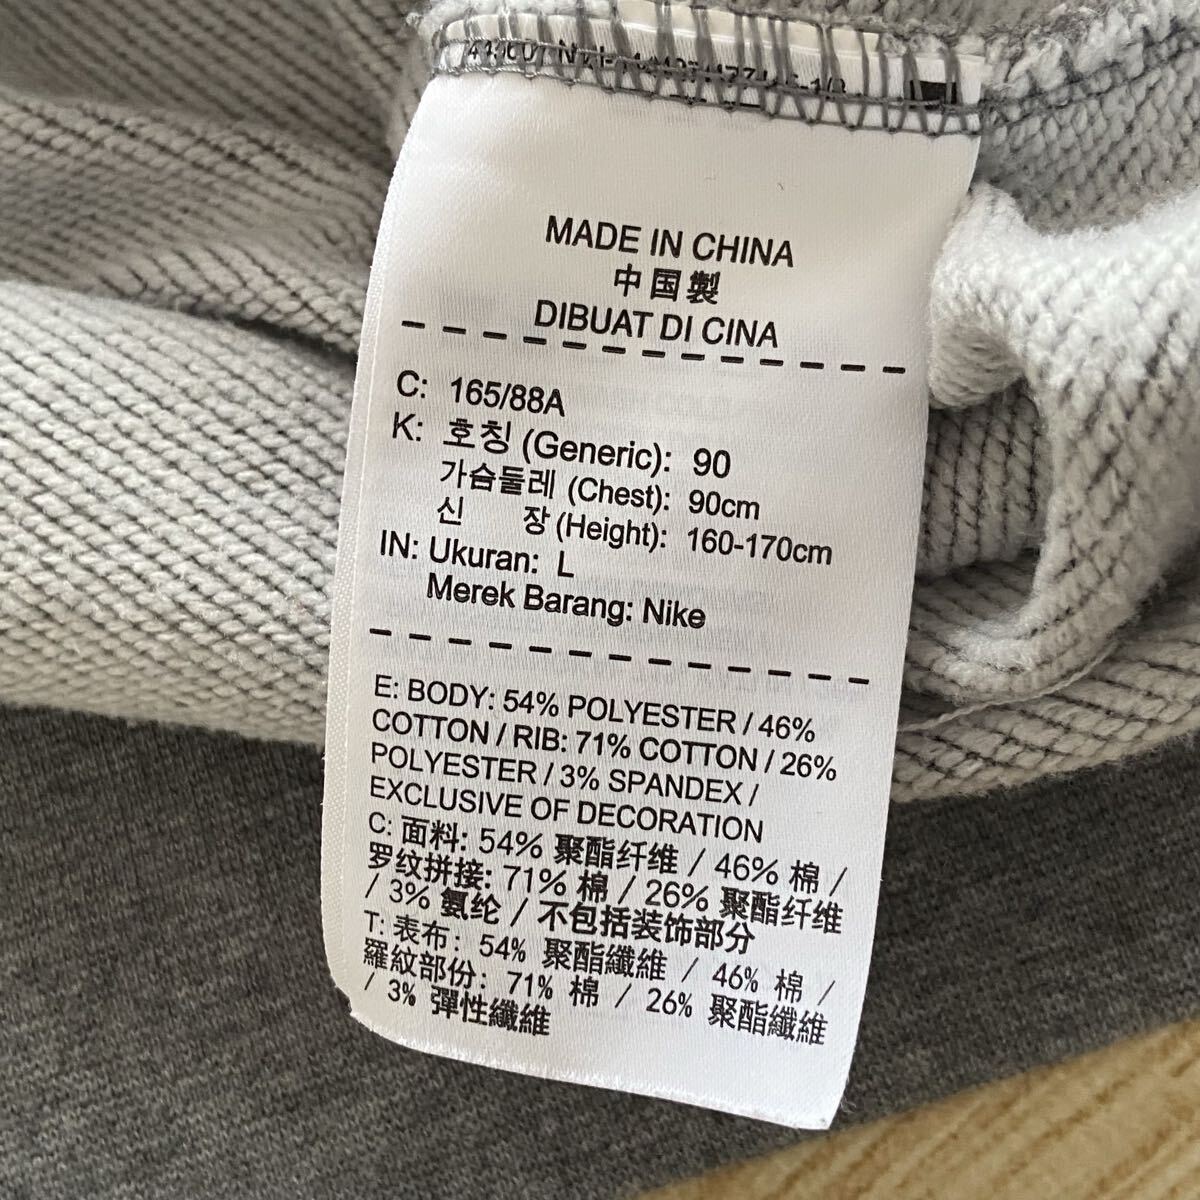 MADE IN CHINA
中国製
DIBUAT DI CINA
C: 165/88A
K: 호칭 (Generic): 90
가슴둘레 (Chest): 90cm
신 장 (Height): 160-170cm
IN: Ukuran: L
Merek Barang: Nike
E: BODY: 54% POLYESTER / 46%
COTTON / RIB: 71% COTTON / 26%
POLYESTER / 3% SPANDEX /
EXCLUSIVE OF DECORATION
C: 面料: 54% 聚酯纤维 / 46% 棉 /
罗纹拼接: 71% 棉 / 26% 聚酯纤维
/ 3% 氨纶 / 不包括装饰部分
T: 表布: 54% 聚酯纖維 / 46% 棉 /
羅紋部份: 71% 棉 / 26% 聚酯纖維
/ 3% 彈性纖維